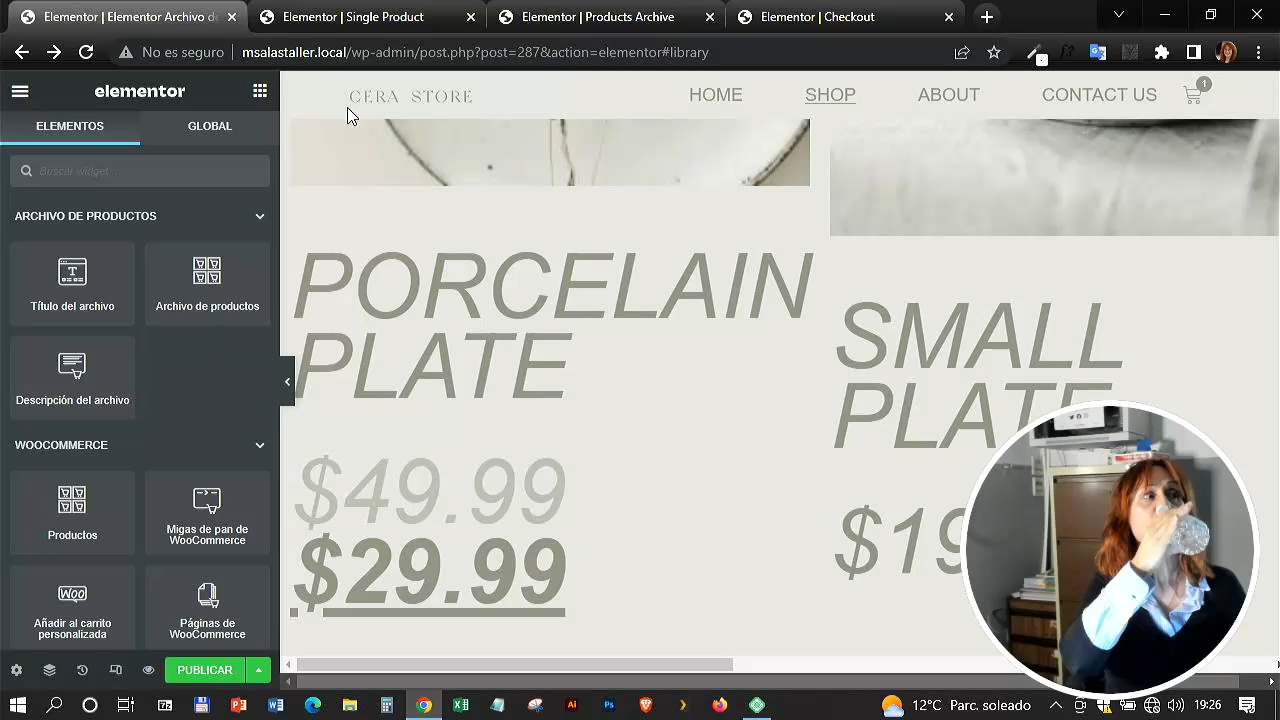 Elementor | Elementor Archivo de
Elementor | Single Product
Elementor | Products Archive
Elementor | Checkout
No es seguro
msalastaller.local/wp-admin/post.php?post=287&action=elementor#library
elementor
ELEMENTOS
GLOBAL
Buscar widget...
ARCHIVO DE PRODUCTOS
Título del archivo
Archivo de productos
Descripción del archivo
WOOCOMMERCE
Productos
Migas de pan de
WooCommerce
Woo
Añadir al carrito
personalizada
Páginas de
WooCommerce
PUBLICAR
CERA STORE
HOME
SHOP
ABOUT
CONTACT US
1
PORCELAIN
PLATE
$49.99
$29.99
SMALL
PLATE
$19
12°C Parc. soleado
19:26